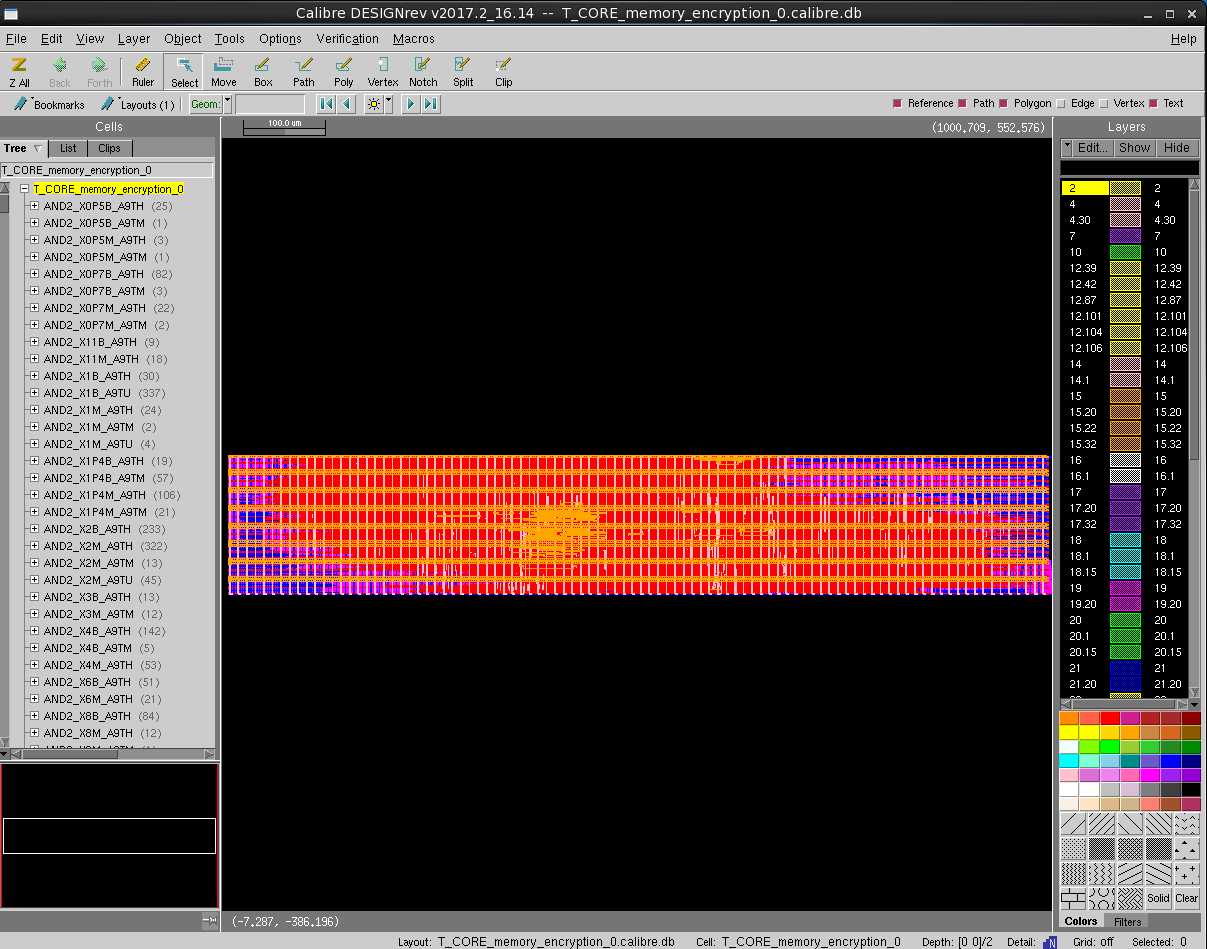 Calibre DESIGNrev v2017.2_16.14 -- T_CORE_memory_encryption_0.calibre.db
File Edit View Layer Object Tools Options Verification Macros Help
Z All Back Forth Ruler Select Move Box Path Poly Vertex Notch Split Clip
Bookmarks Layouts (1) Geom: Reference Path Polygon Edge Vertex Text
Cells
Tree List Clips
T_CORE_memory_encryption_0
T_CORE_memory_encryption_0
AND2_X0P5B_A9TH (25)
AND2_X0P5B_A9TM (1)
AND2_X0P5M_A9TH (3)
AND2_X0P5M_A9TM (1)
AND2_X0P7B_A9TH (82)
AND2_X0P7B_A9TM (3)
AND2_X0P7M_A9TH (22)
AND2_X0P7M_A9TM (2)
AND2_X11B_A9TH (9)
AND2_X11M_A9TH (18)
AND2_X1B_A9TH (30)
AND2_X1B_A9TU (337)
AND2_X1M_A9TH (24)
AND2_X1M_A9TM (2)
AND2_X1M_A9TU (4)
AND2_X1P4B_A9TH (19)
AND2_X1P4B_A9TM (57)
AND2_X1P4M_A9TH (106)
AND2_X1P4M_A9TM (21)
AND2_X2B_A9TH (233)
AND2_X2M_A9TH (322)
AND2_X2M_A9TM (13)
AND2_X2M_A9TU (45)
AND2_X3B_A9TH (13)
AND2_X3M_A9TM (12)
AND2_X4B_A9TH (142)
AND2_X4B_A9TM (5)
AND2_X4M_A9TH (53)
AND2_X6B_A9TH (51)
AND2_X6M_A9TH (21)
AND2_X8B_A9TH (84)
AND2_X8M_A9TH (12)
100.0 um
(1000.709, 552.576)
(-7.287, -386.196)
Layers
Edit... Show Hide
2 2
4 4
4.30 4.30
7 7
10 10
12.39 12.39
12.42 12.42
12.87 12.87
12.101 12.101
12.104 12.104
12.106 12.106
14 14
14.1 14.1
15 15
15.20 15.20
15.22 15.22
15.32 15.32
16 16
16.1 16.1
17 17
17.20 17.20
17.32 17.32
18 18
18.1 18.1
18.15 18.15
19 19
19.20 19.20
20 20
20.1 20.1
20.15 20.15
21 21
21.20 21.20
Solid Clear
Colors Filters
Layout: T_CORE_memory_encryption_0.calibre.db Cell: T_CORE_memory_encryption_0 Depth: [0 0]/2 Detail: N Grid: off Selected: 0